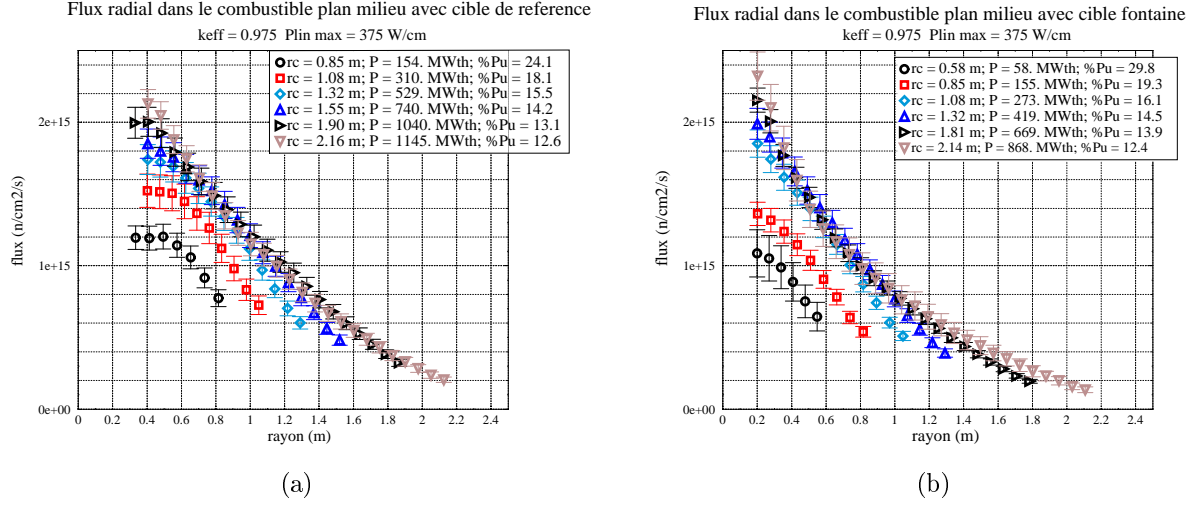 Flux radial dans le combustible plan milieu avec cible de reference
keff = 0.975 Plin max = 375 W/cm
rc = 0.85 m; P = 154. MWth; %Pu = 24.1
rc = 1.08 m; P = 310. MWth; %Pu = 18.1
rc = 1.32 m; P = 529. MWth; %Pu = 15.5
rc = 1.55 m; P = 740. MWth; %Pu = 14.2
rc = 1.90 m; P = 1040. MWth; %Pu = 13.1
rc = 2.16 m; P = 1145. MWth; %Pu = 12.6
flux (n/cm2/s)
2e+15
1e+15
0e+00
0 0.2 0.4 0.6 0.8 1 1.2 1.4 1.6 1.8 2 2.2 2.4
rayon (m)
(a)
Flux radial dans le combustible plan milieu avec cible fontaine
keff = 0.975 Plin max = 375 W/cm
rc = 0.58 m; P = 58. MWth; %Pu = 29.8
rc = 0.85 m; P = 155. MWth; %Pu = 19.3
rc = 1.08 m; P = 273. MWth; %Pu = 16.1
rc = 1.32 m; P = 419. MWth; %Pu = 14.5
rc = 1.81 m; P = 669. MWth; %Pu = 13.9
rc = 2.14 m; P = 868. MWth; %Pu = 12.4
flux (n/cm2/s)
2e+15
1e+15
0e+00
0 0.2 0.4 0.6 0.8 1 1.2 1.4 1.6 1.8 2 2.2 2.4
rayon (m)
(b)